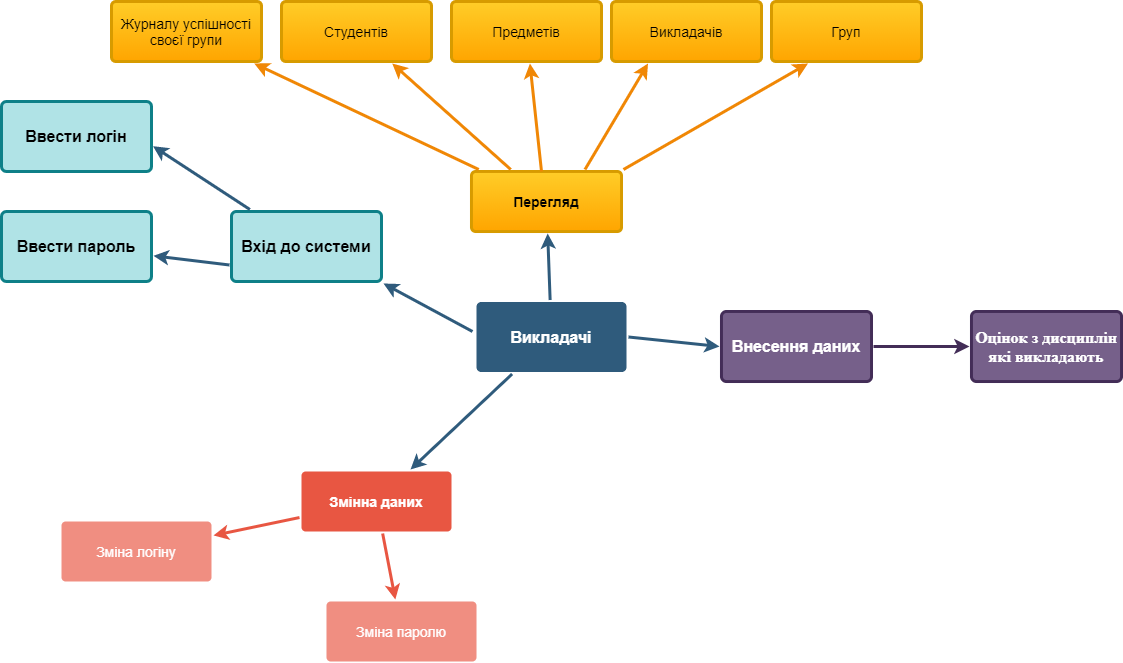 Журналу успішності
своєї групи
Студентів
Предметів
Викладачів
Груп
Ввести логін
Перегляд
Ввести пароль
Вхід до системи
Викладачі
Внесення даних
Оцінок з дисциплін
які викладають
Змінна даних
Зміна логіну
Зміна паролю